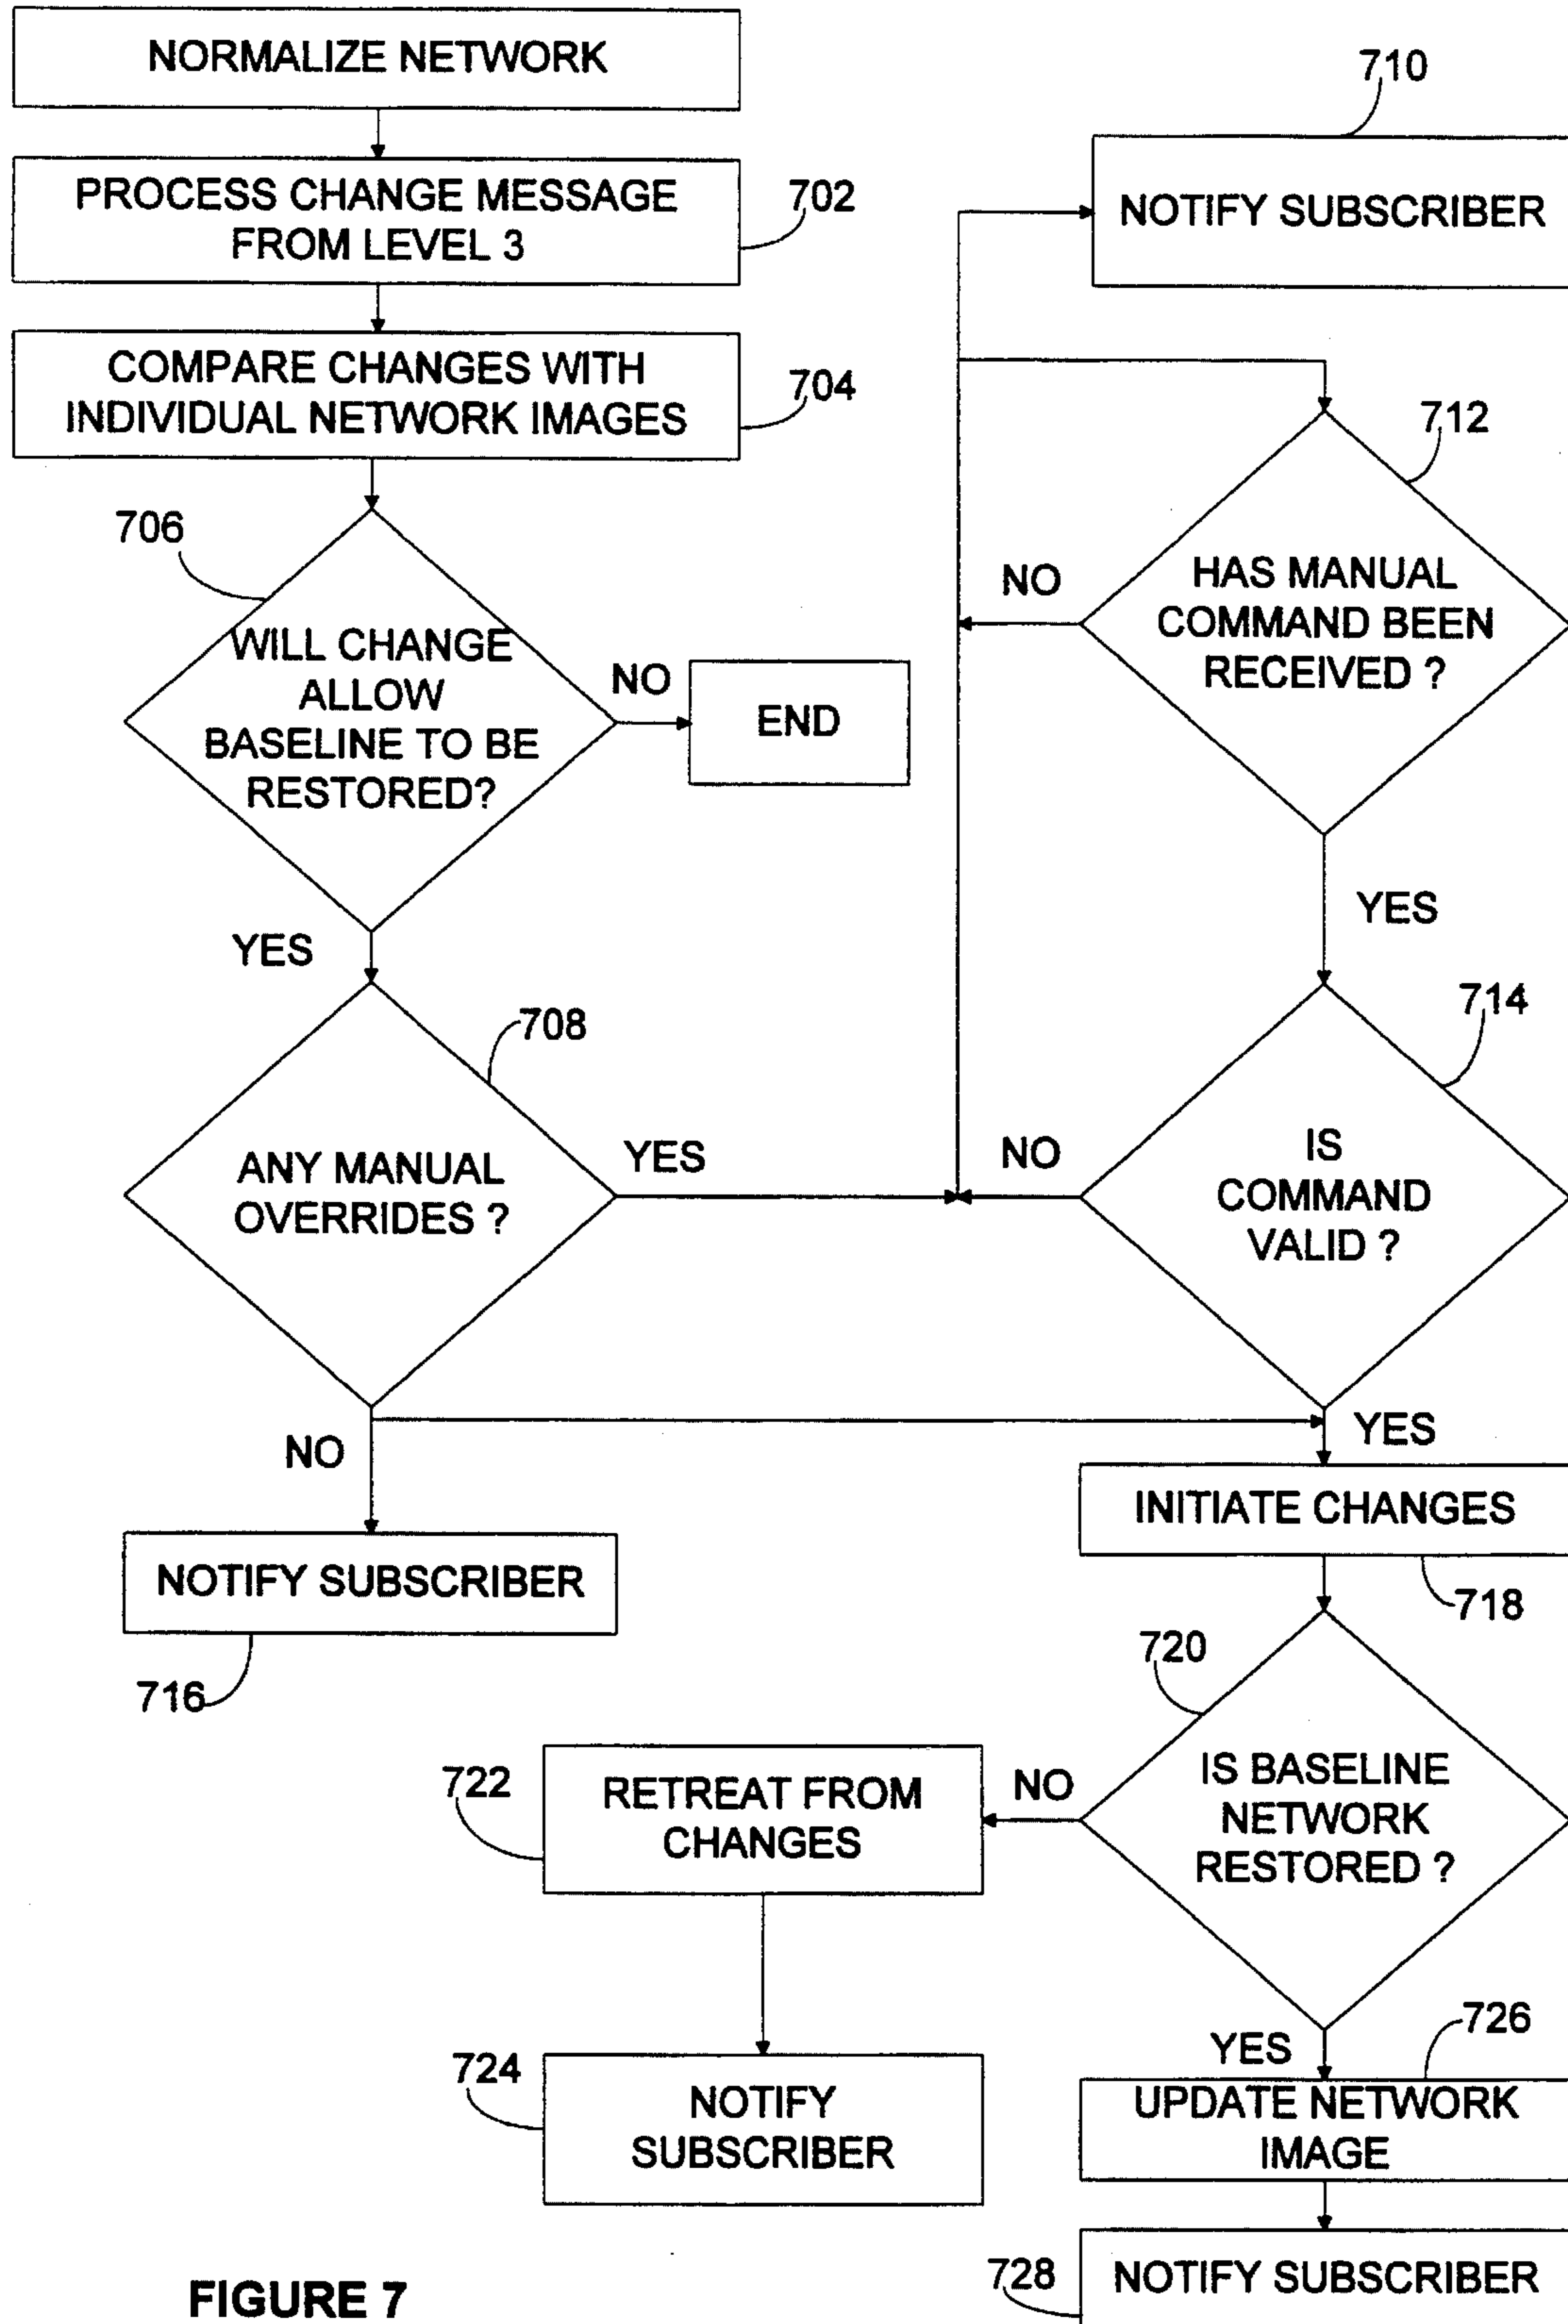 NORMALIZE NETWORK
PROCESS CHANGE MESSAGE
FROM LEVEL 3
702
COMPARE CHANGES WITH
INDIVIDUAL NETWORK IMAGES
704
706
WILL CHANGE
ALLOW
BASELINE TO BE
RESTORED?
NO
END
YES
708
ANY MANUAL
OVERRIDES ?
YES
NO
NOTIFY SUBSCRIBER
716
710
NOTIFY SUBSCRIBER
712
HAS MANUAL
COMMAND BEEN
RECEIVED ?
NO
YES
714
IS
COMMAND
VALID ?
NO
YES
INITIATE CHANGES
718
720
IS BASELINE
NETWORK
RESTORED ?
NO
722
RETREAT FROM
CHANGES
724
NOTIFY
SUBSCRIBER
YES
726
UPDATE NETWORK
IMAGE
728
NOTIFY SUBSCRIBER
FIGURE 7